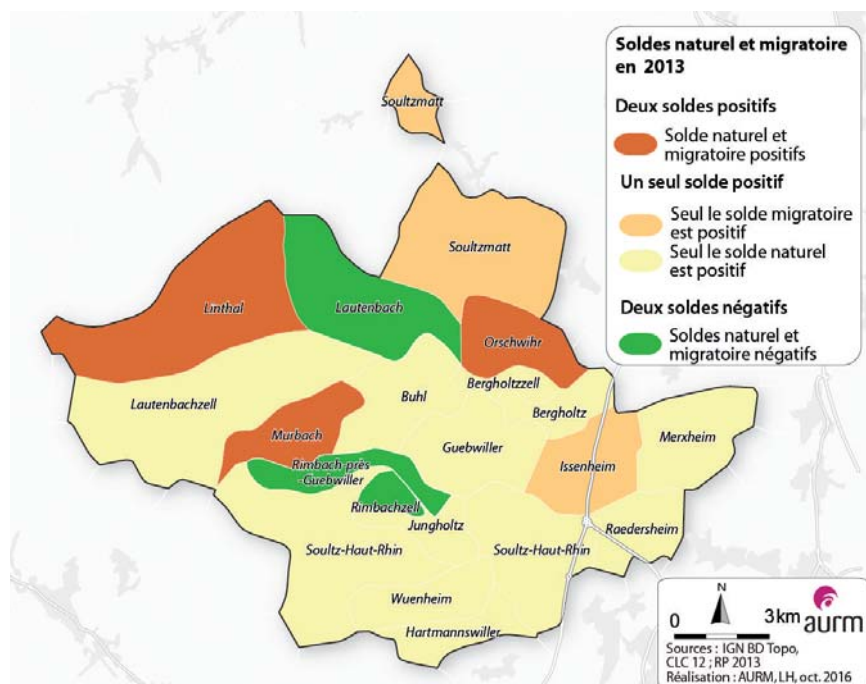 Soldes naturel et migratoire
en 2013
Deux soldes positifs
Solde naturel et
migratoire positifs
Un seul solde positif
Seul le solde migratoire
est positif
Seul le solde naturel
est positif
Deux soldes négatifs
Soldes naturel et
migratoire négatifs
Soultzmatt
Soultzmatt
Linthal
Lautenbach
Orschwihr
Bergholtzzell
Lautenbachzell
Buhl
Bergholtz
Murbach
Guebwiller
Merxheim
Issenheim
Rimbach-près
-Guebwiller
Rimbachzell
Jungholtz
Raedersheim
Soultz-Haut-Rhin
Soultz-Haut-Rhin
Wuenheim
Hartmannswiller
N
0 3 km
aurm
Sources : IGN BD Topo,
CLC 12 ; RP 2013
Réalisation : AURM, LH, oct. 2016